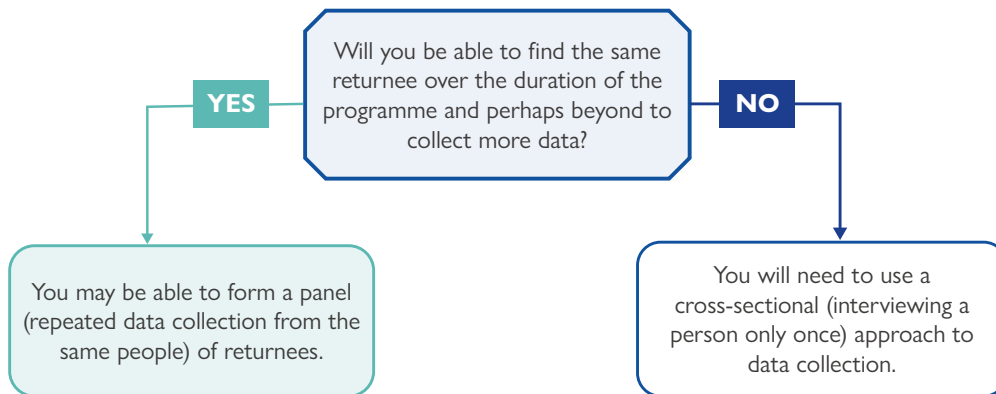 Will you be able to find the same
returnee over the duration of the
programme and perhaps beyond to
collect more data?
YES
NO
You may be able to form a panel
(repeated data collection from the
same people) of returnees.
You will need to use a
cross-sectional (interviewing a
person only once) approach to
data collection.